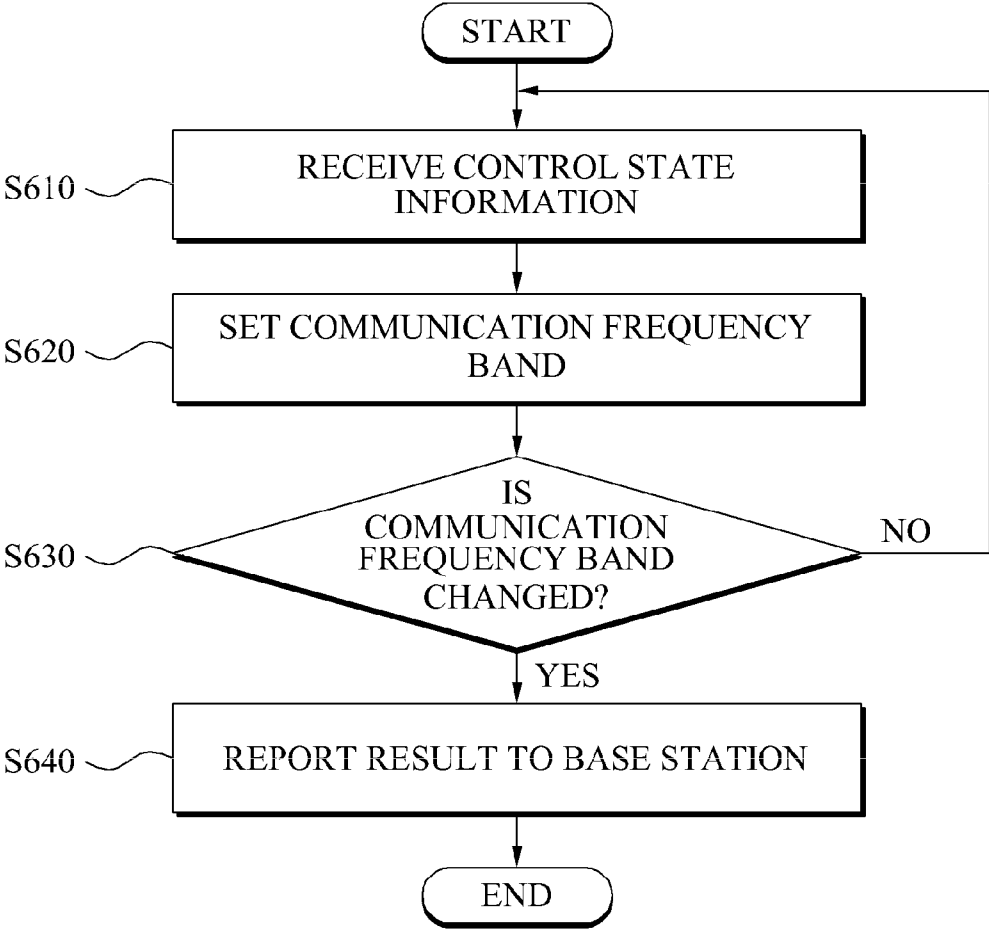 START
S610
RECEIVE CONTROL STATE
INFORMATION
S620
SET COMMUNICATION FREQUENCY
BAND
S630
IS
COMMUNICATION
FREQUENCY BAND
CHANGED?
NO
YES
S640
REPORT RESULT TO BASE STATION
END